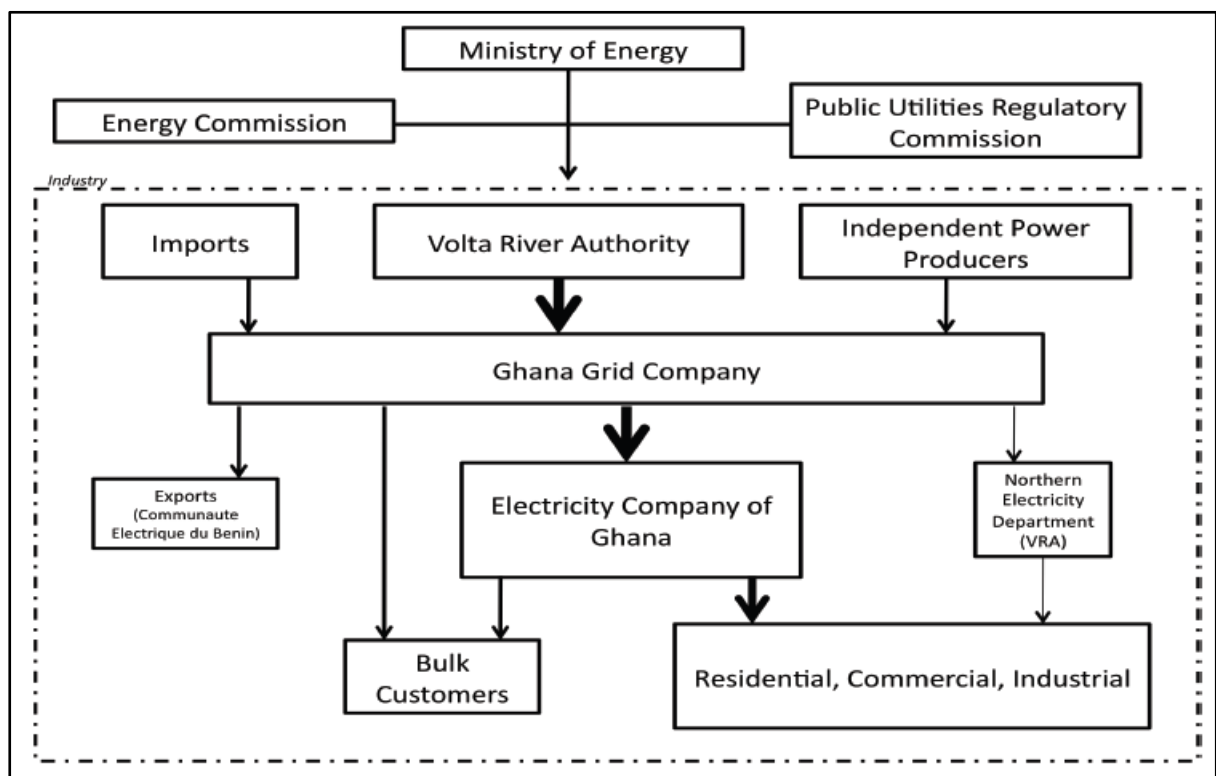 Ministry of Energy
Energy Commission
Public Utilities Regulatory
Commission
Industry
Imports
Volta River Authority
Independent Power
Producers
Ghana Grid Company
Exports
(Communaute
Electrique du Benin)
Electricity Company of
Ghana
Northern
Electricity
Department
(VRA)
Bulk
Customers
Residential, Commercial, Industrial